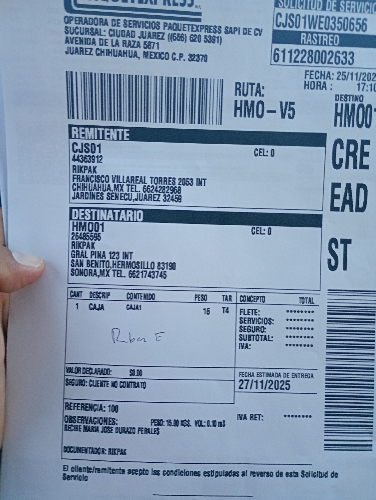 PAQUETEXPRESS
OPERADORA DE SERVICIOS PAQUETEXPRESS SAPI DE CV
SUCURSAL: CIUDAD JUAREZ (656) 620 5381)
AVENIDA DE LA RAZA 5871
JUAREZ CHIHUAHUA, MEXICO C.P. 32370
SOLICITUD DE SERVICIO
CJS01WE0350656
RASTREO
611228002633
FECHA: 25/11/202
HORA : 17:10
RUTA:
HMO-V5
DESTINO
HMO01
CRE
EAD
ST
REMITENTE
CJS01
CEL: 0
44363912
RIKPAK
FRANCISCO VILLAREAL TORRES 2053 INT
CHIHUAHUA,MX TEL. 6624282968
JARDINES SENECU,JUAREZ 32459
DESTINATARIO
HMO01
CEL: 0
26485595
RIKPAK
GRAL PINA 123 INT
SAN BENITO,HERMOSILLO 83190
SONORA,MX TEL. 6621743745
CANT DESCRIP CONTENIDO PESO TAR CONCEPTO TOTAL
1 CAJA CAJA1 15 T4
FLETE: ********
SERVICIOS: ********
SEGURO: ********
SUBTOTAL: ********
IVA: ********
Ruben E
VALOR DECLARADO: $0.00
SEGURO: CLIENTE NO CONTRATO
FECHA ESTIMADA DE ENTREGA
27/11/2025
REFERENCIA: 100
OBSERVACIONES: PESO: 15.00 KGS. VOL: 0.10 m3
IVA RET: ********
RECIBE MARIA JOSE DURAZO PERALES
DOCUMENTADOR: RIKPAK
El cliente/remitente acepta las condiciones estipuladas al reverso de esta Solicitud de
Servicio